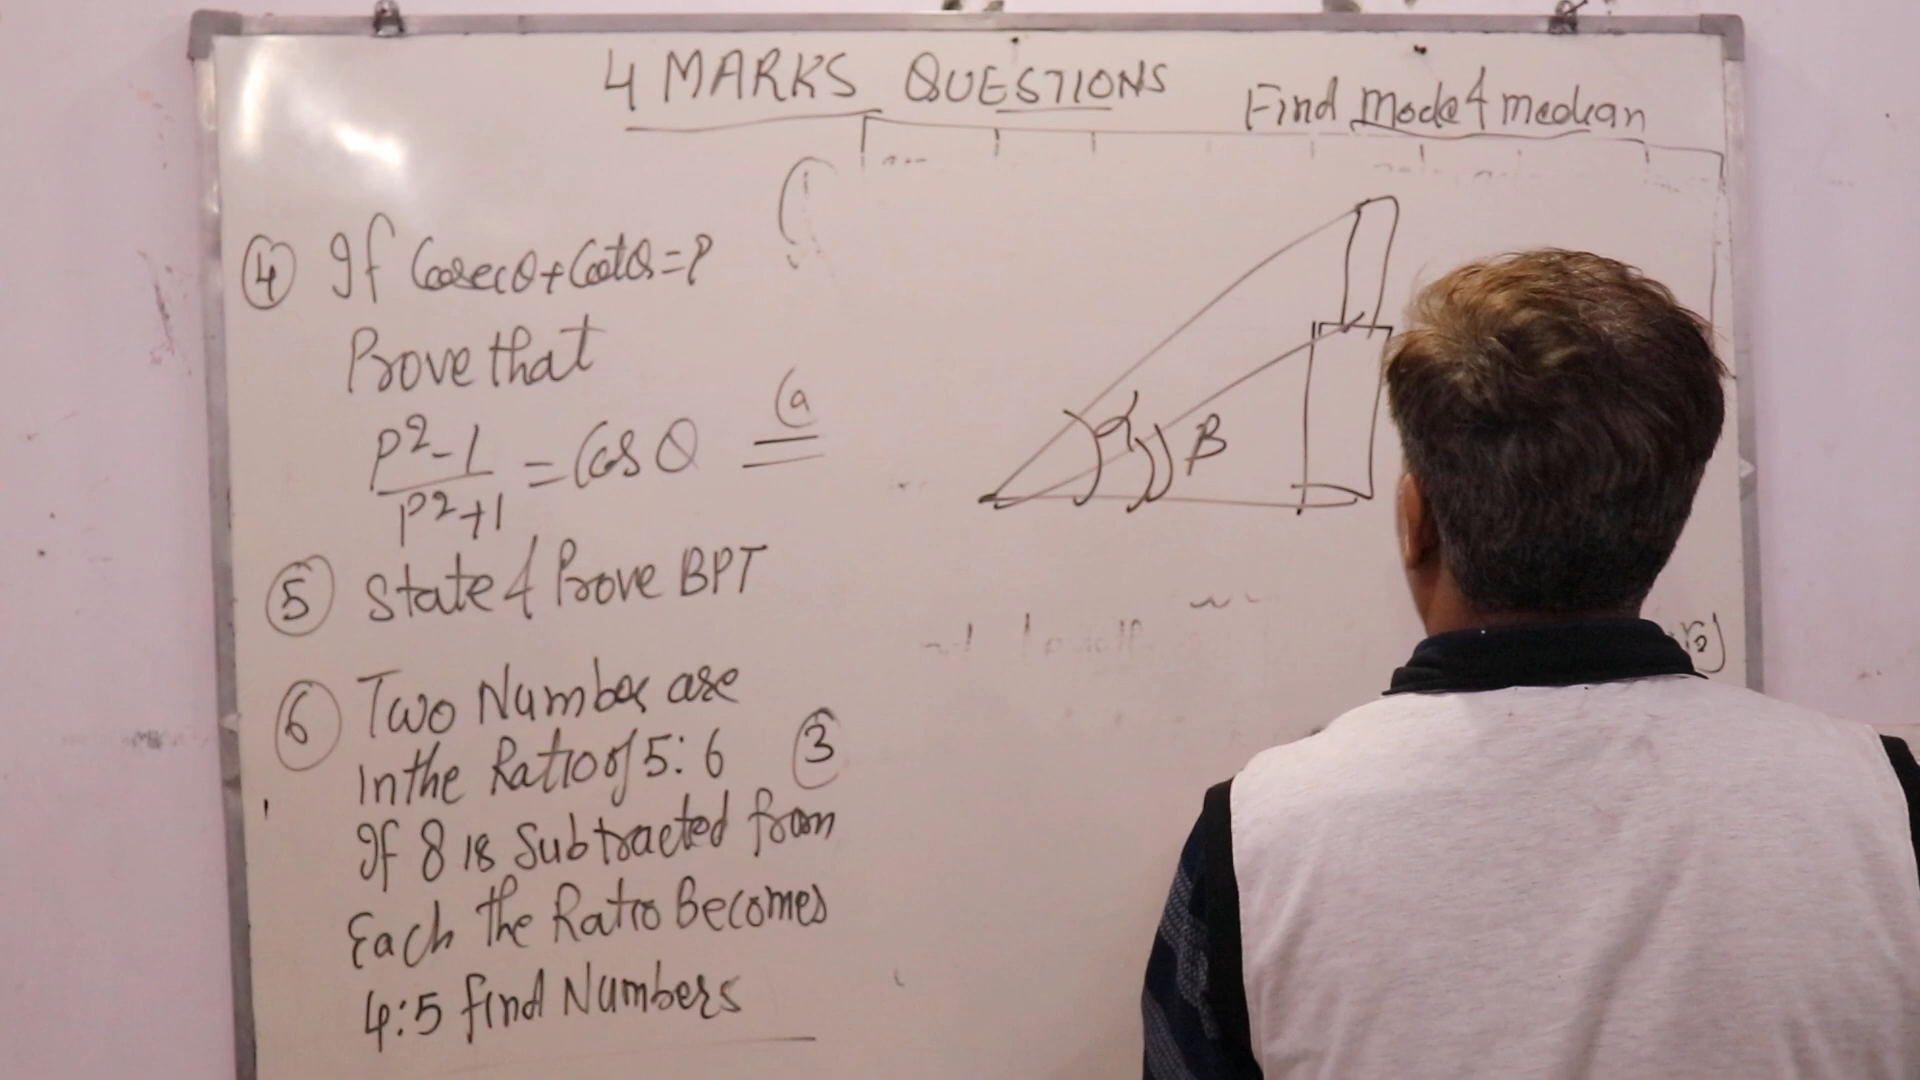 4 MARKS QUESTIONS
Find mode & median
④ If Cosecθ+Cotθ=P
Prove that
P²-1/P²+1 = Cos θ
(a
⑤ State & Prove BPT
⑥ Two Number are
In the Ratio of 5:6
③
If 8 is Subtracted from
Each the Ratio Becomes
4:5 find Numbers
α
B